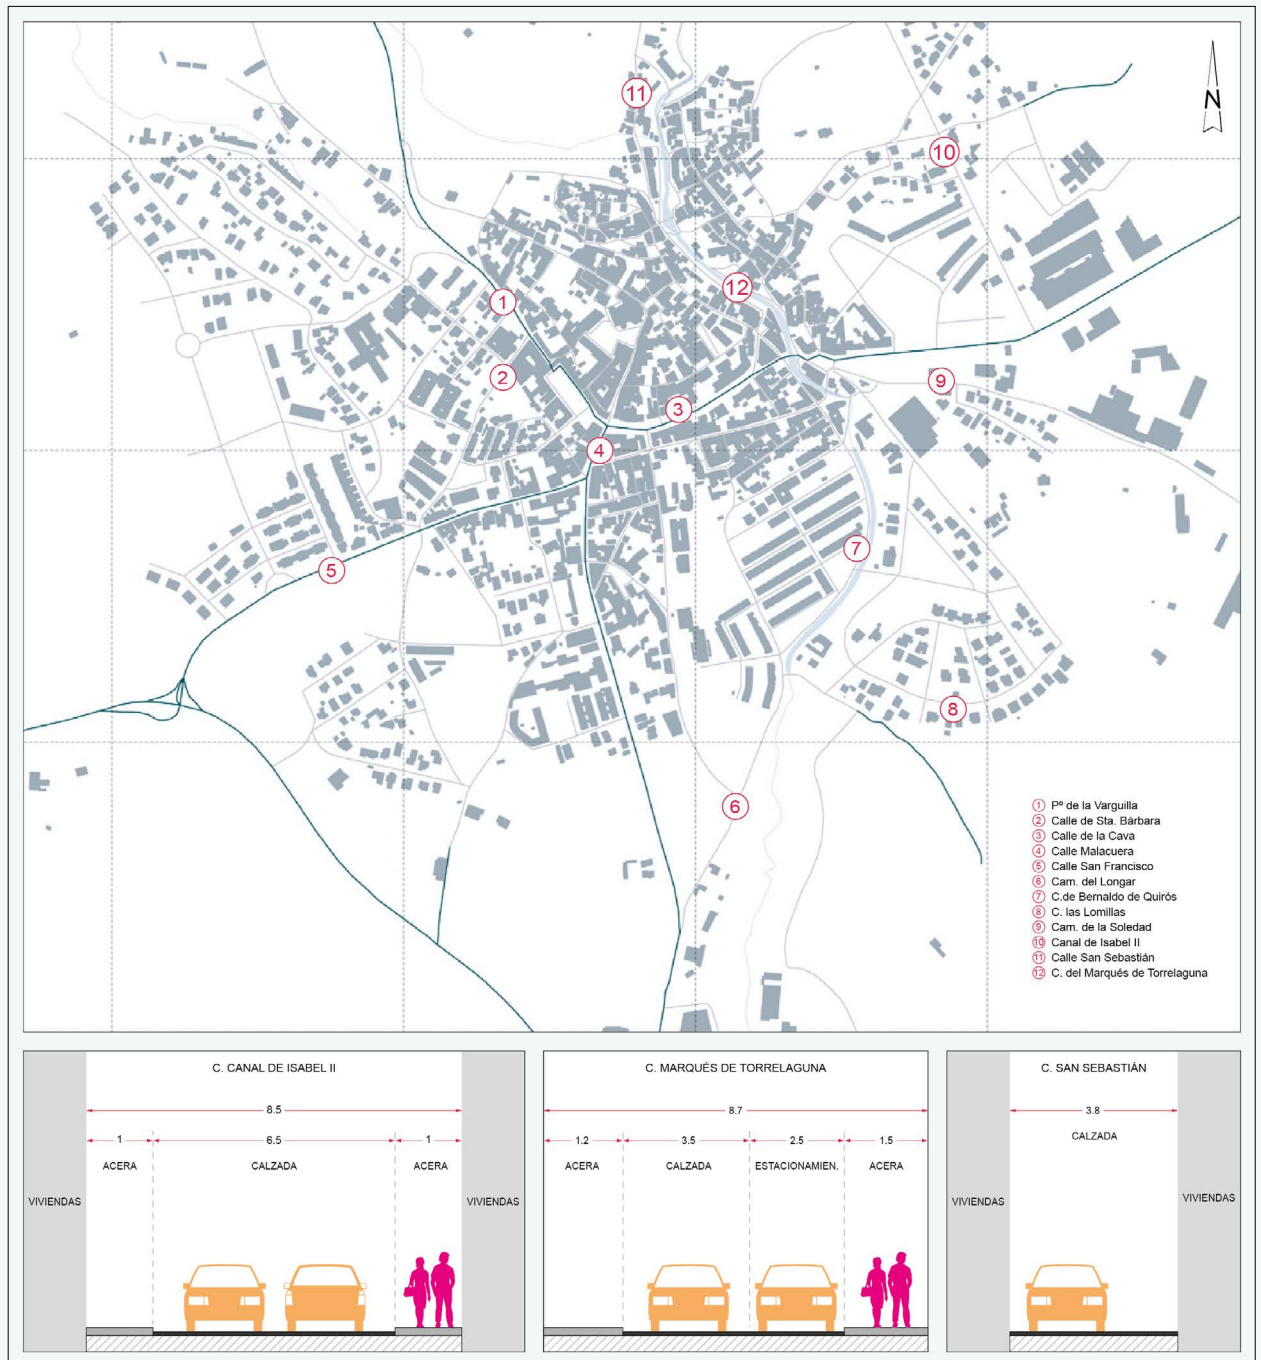 11
N
10
12
1
2
9
3
4
7
5
8
6
1 Pº de la Varguilla
2 Calle de Sta. Bárbara
3 Calle de la Cava
4 Calle Malacuera
5 Calle San Francisco
6 Cam. del Longar
7 C.de Bernaldo de Quirós
8 C. las Lomillas
9 Cam. de la Soledad
10 Canal de Isabel II
11 Calle San Sebastián
12 C. del Marqués de Torrelaguna
C. CANAL DE ISABEL II
8.5
1 6.5 1
ACERA CALZADA ACERA
VIVIENDAS VIVIENDAS
C. MARQUÉS DE TORRELAGUNA
8.7
1.2 3.5 2.5 1.5
ACERA CALZADA ESTACIONAMIEN. ACERA
C. SAN SEBASTIÁN
3.8
CALZADA
VIVIENDAS VIVIENDAS